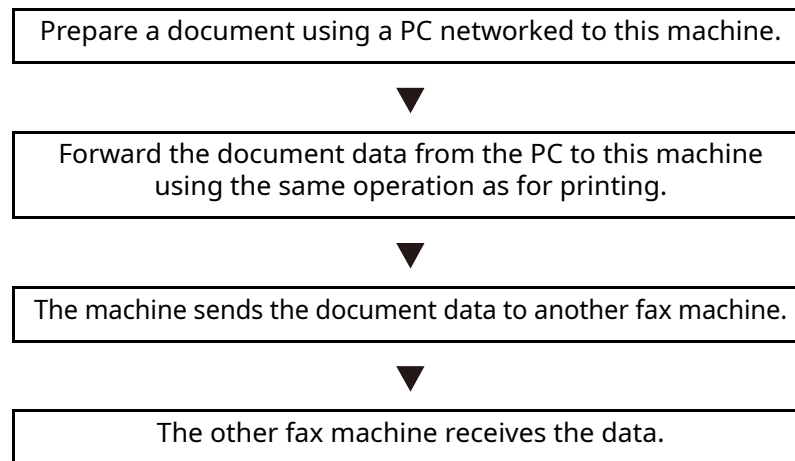 Prepare a document using a PC networked to this machine.
Forward the document data from the PC to this machine
using the same operation as for printing.
The machine sends the document data to another fax machine.
The other fax machine receives the data.